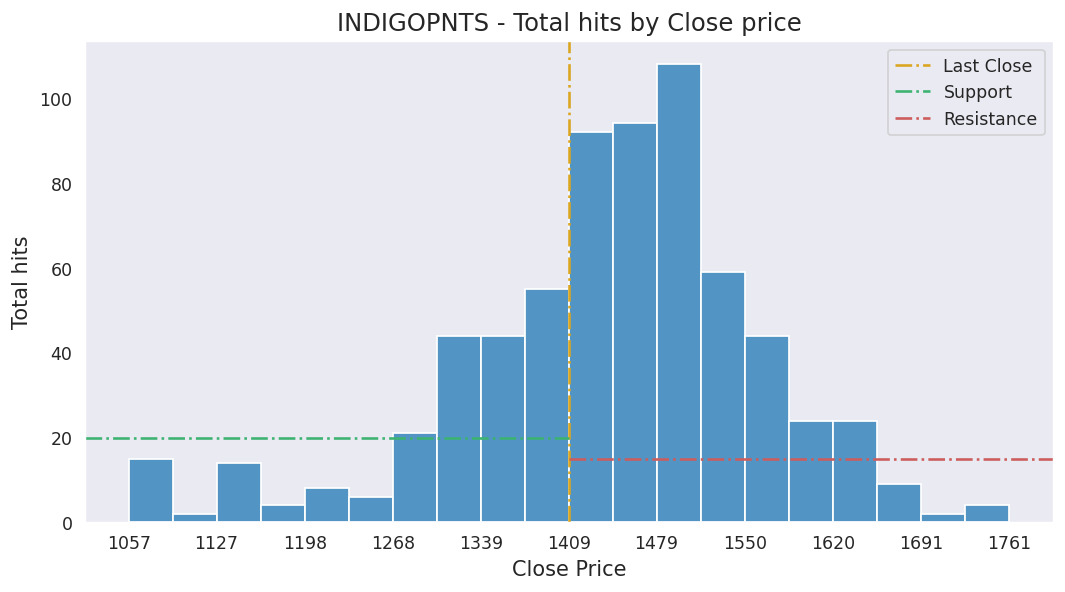 INDIGOPNTS - Total hits by Close price
Last Close
Support
Resistance
Total hits
100
80
60
40
20
0
1057 1127 1198 1268 1339 1409 1479 1550 1620 1691 1761
Close Price